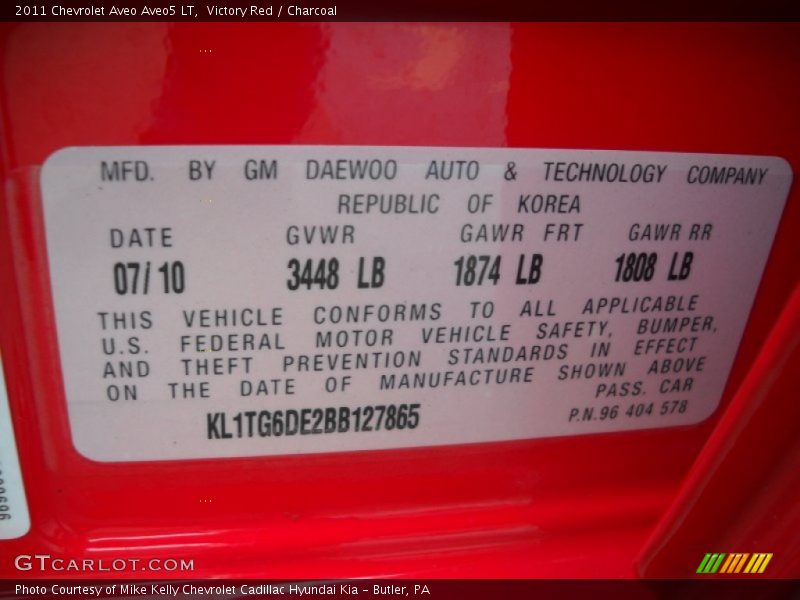 2011 Chevrolet Aveo Aveo5 LT, Victory Red / Charcoal
MFD. BY GM DAEWOO AUTO & TECHNOLOGY COMPANY
REPUBLIC OF KOREA
DATE GVWR GAWR FRT GAWR RR
07/10 3448 LB 1874 LB 1808 LB
THIS VEHICLE CONFORMS TO ALL APPLICABLE
U.S. FEDERAL MOTOR VEHICLE SAFETY, BUMPER,
AND THEFT PREVENTION STANDARDS IN EFFECT
ON THE DATE OF MANUFACTURE SHOWN ABOVE
PASS. CAR
KL1TG6DE2BB127865
P.N.96 404 578
GTCARLOT.COM
Photo Courtesy of Mike Kelly Chevrolet Cadillac Hyundai Kia - Butler, PA